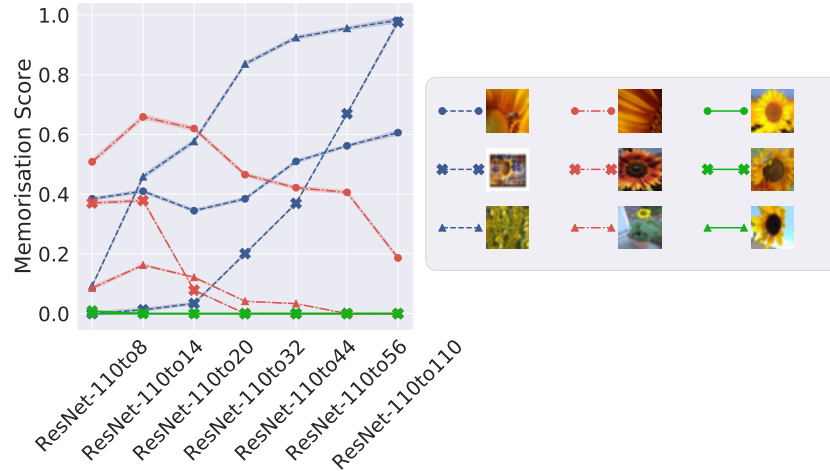 Memorisation Score
1.0
0.8
0.6
0.4
0.2
0.0
ResNet-110to8
ResNet-110to14
ResNet-110to20
ResNet-110to32
ResNet-110to44
ResNet-110to56
ResNet-110to110